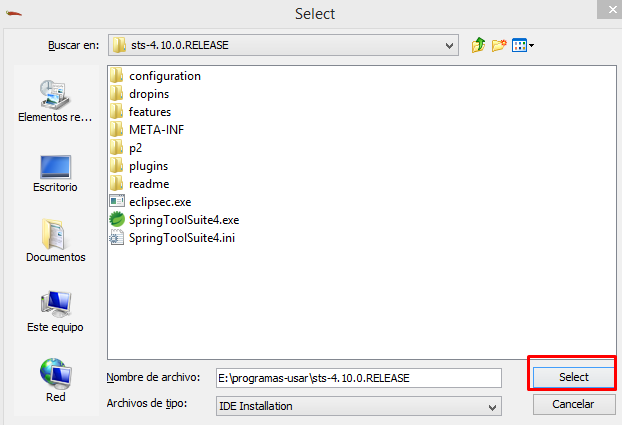 Select
Buscar en:
sts-4.10.0.RELEASE
Elementos re...
Escritorio
Documentos
Este equipo
Red
configuration
dropins
features
META-INF
p2
plugins
readme
eclipsec.exe
SpringToolSuite4.exe
SpringToolSuite4.ini
Nombre de archivo:
E:\programas-usar\sts-4.10.0.RELEASE
Select
Archivos de tipo:
IDE Installation
Cancelar